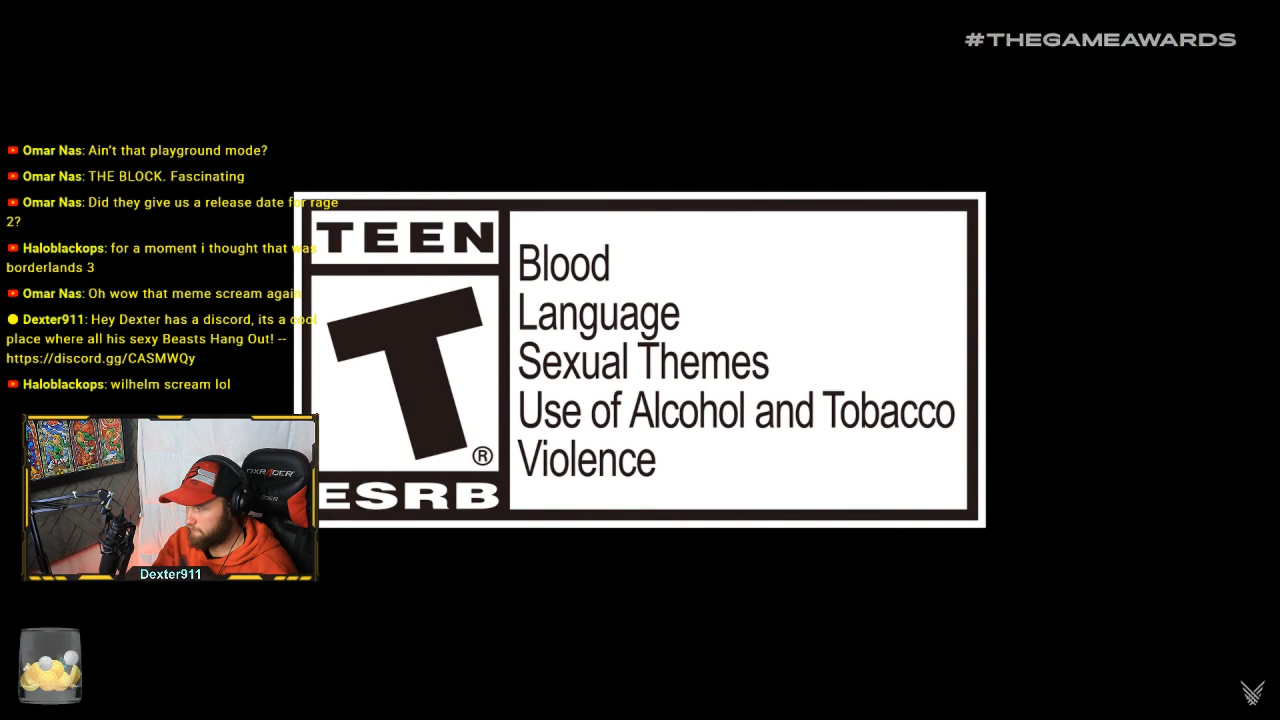 #THEGAMEAWARDS
Omar Nas: Ain't that playground mode?
Omar Nas: THE BLOCK. Fascinating
Omar Nas: Did they give us a release date for rage
2?
Haloblackops: for a moment i thought that was
borderlands 3
Omar Nas: Oh wow that meme scream again
Dexter911: Hey Dexter has a discord, its a cool
place where all his sexy Beasts Hang Out! --
https://discord.gg/CASMWQy
Haloblackops: wilhelm scream lol
TEEN
T
®
ESRB
Blood
Language
Sexual Themes
Use of Alcohol and Tobacco
Violence
DXRACER
Dexter911